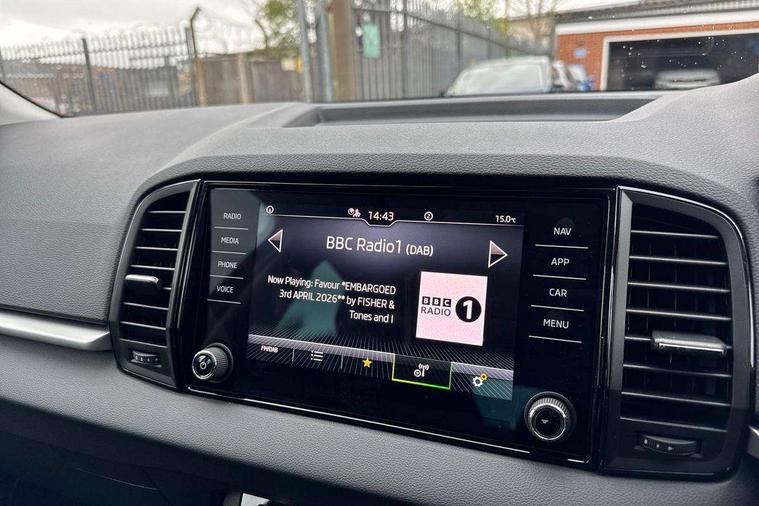 RADIO
MEDIA
PHONE
VOICE
14:43
2
15.0°C
BBC Radio1 (DAB)
Now Playing: Favour *EMBARGOED
3rd APRIL 2026** by FISHER &
Tones and I
BBC
RADIO
1
FM/DAB
NAV
APP
CAR
MENU